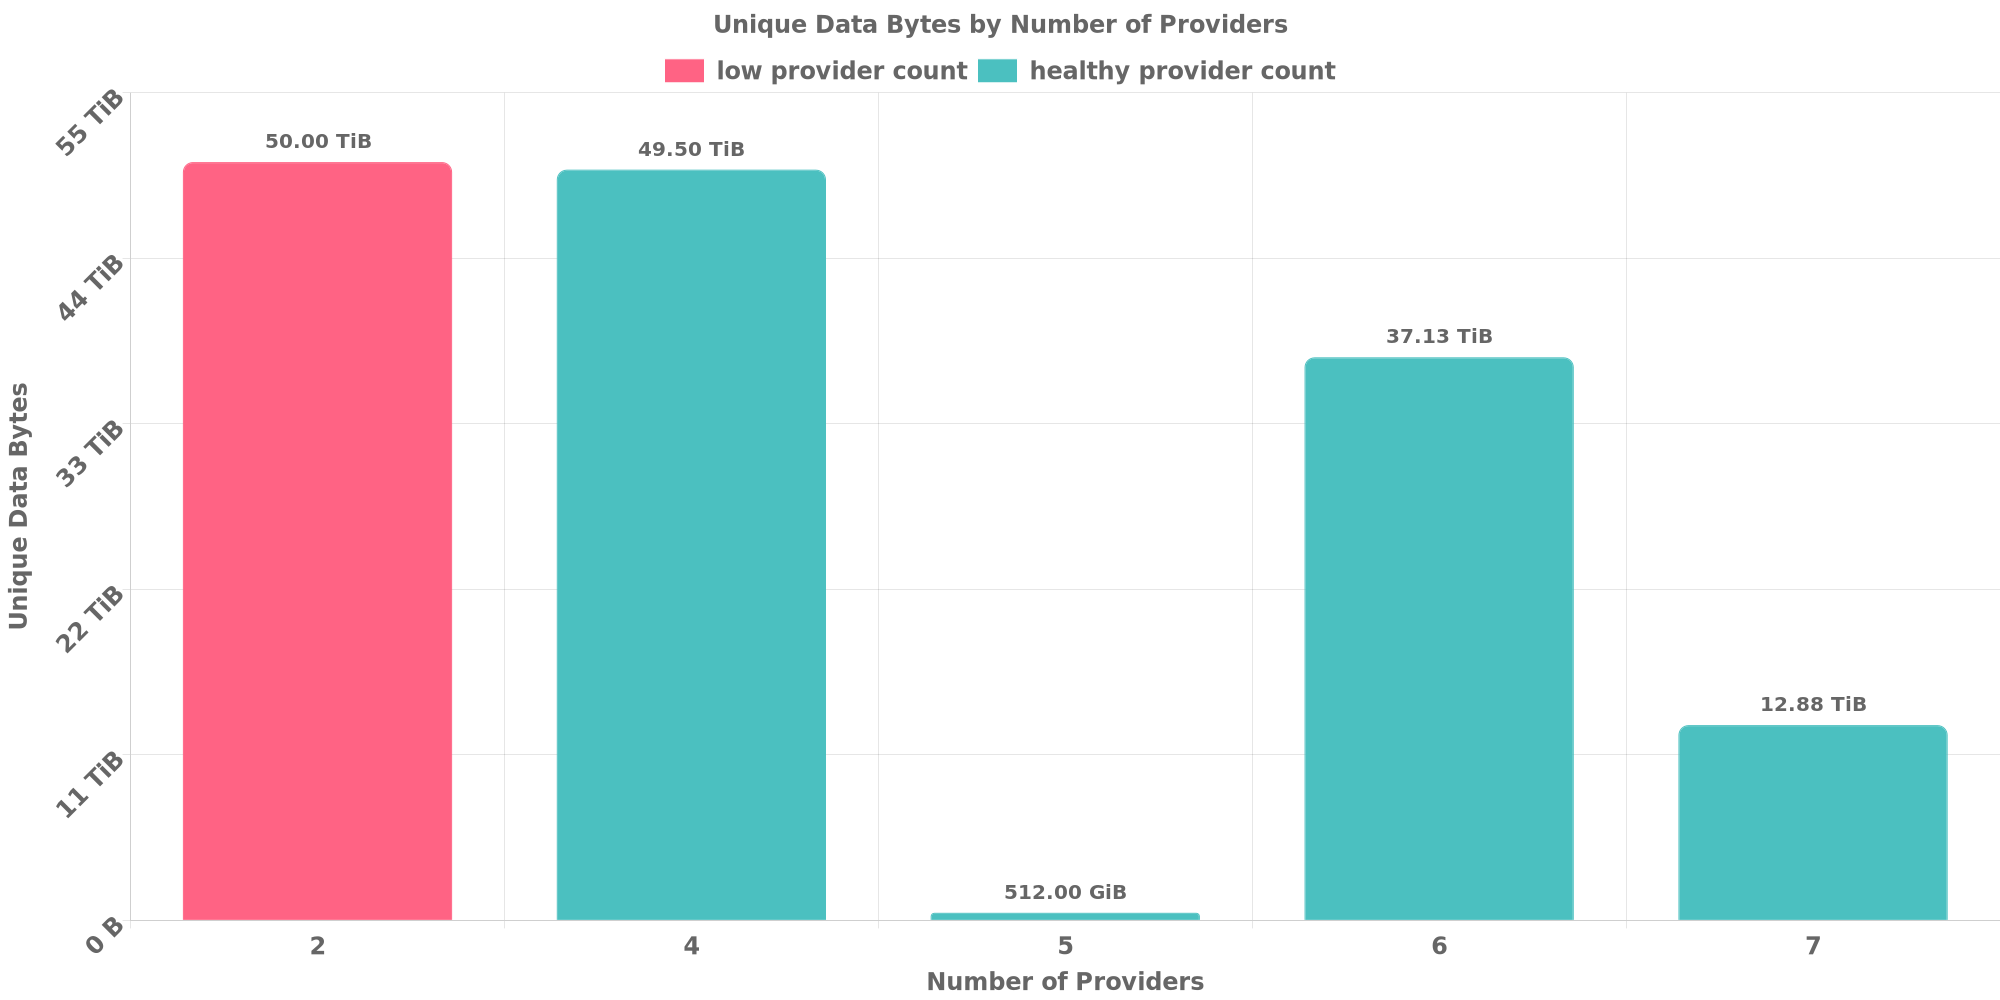 Unique Data Bytes by Number of Providers
low provider count
healthy provider count
55 TiB
44 TiB
33 TiB
22 TiB
11 TiB
0 B
Unique Data Bytes
50.00 TiB
49.50 TiB
512.00 GiB
37.13 TiB
12.88 TiB
2
4
5
6
7
Number of Providers